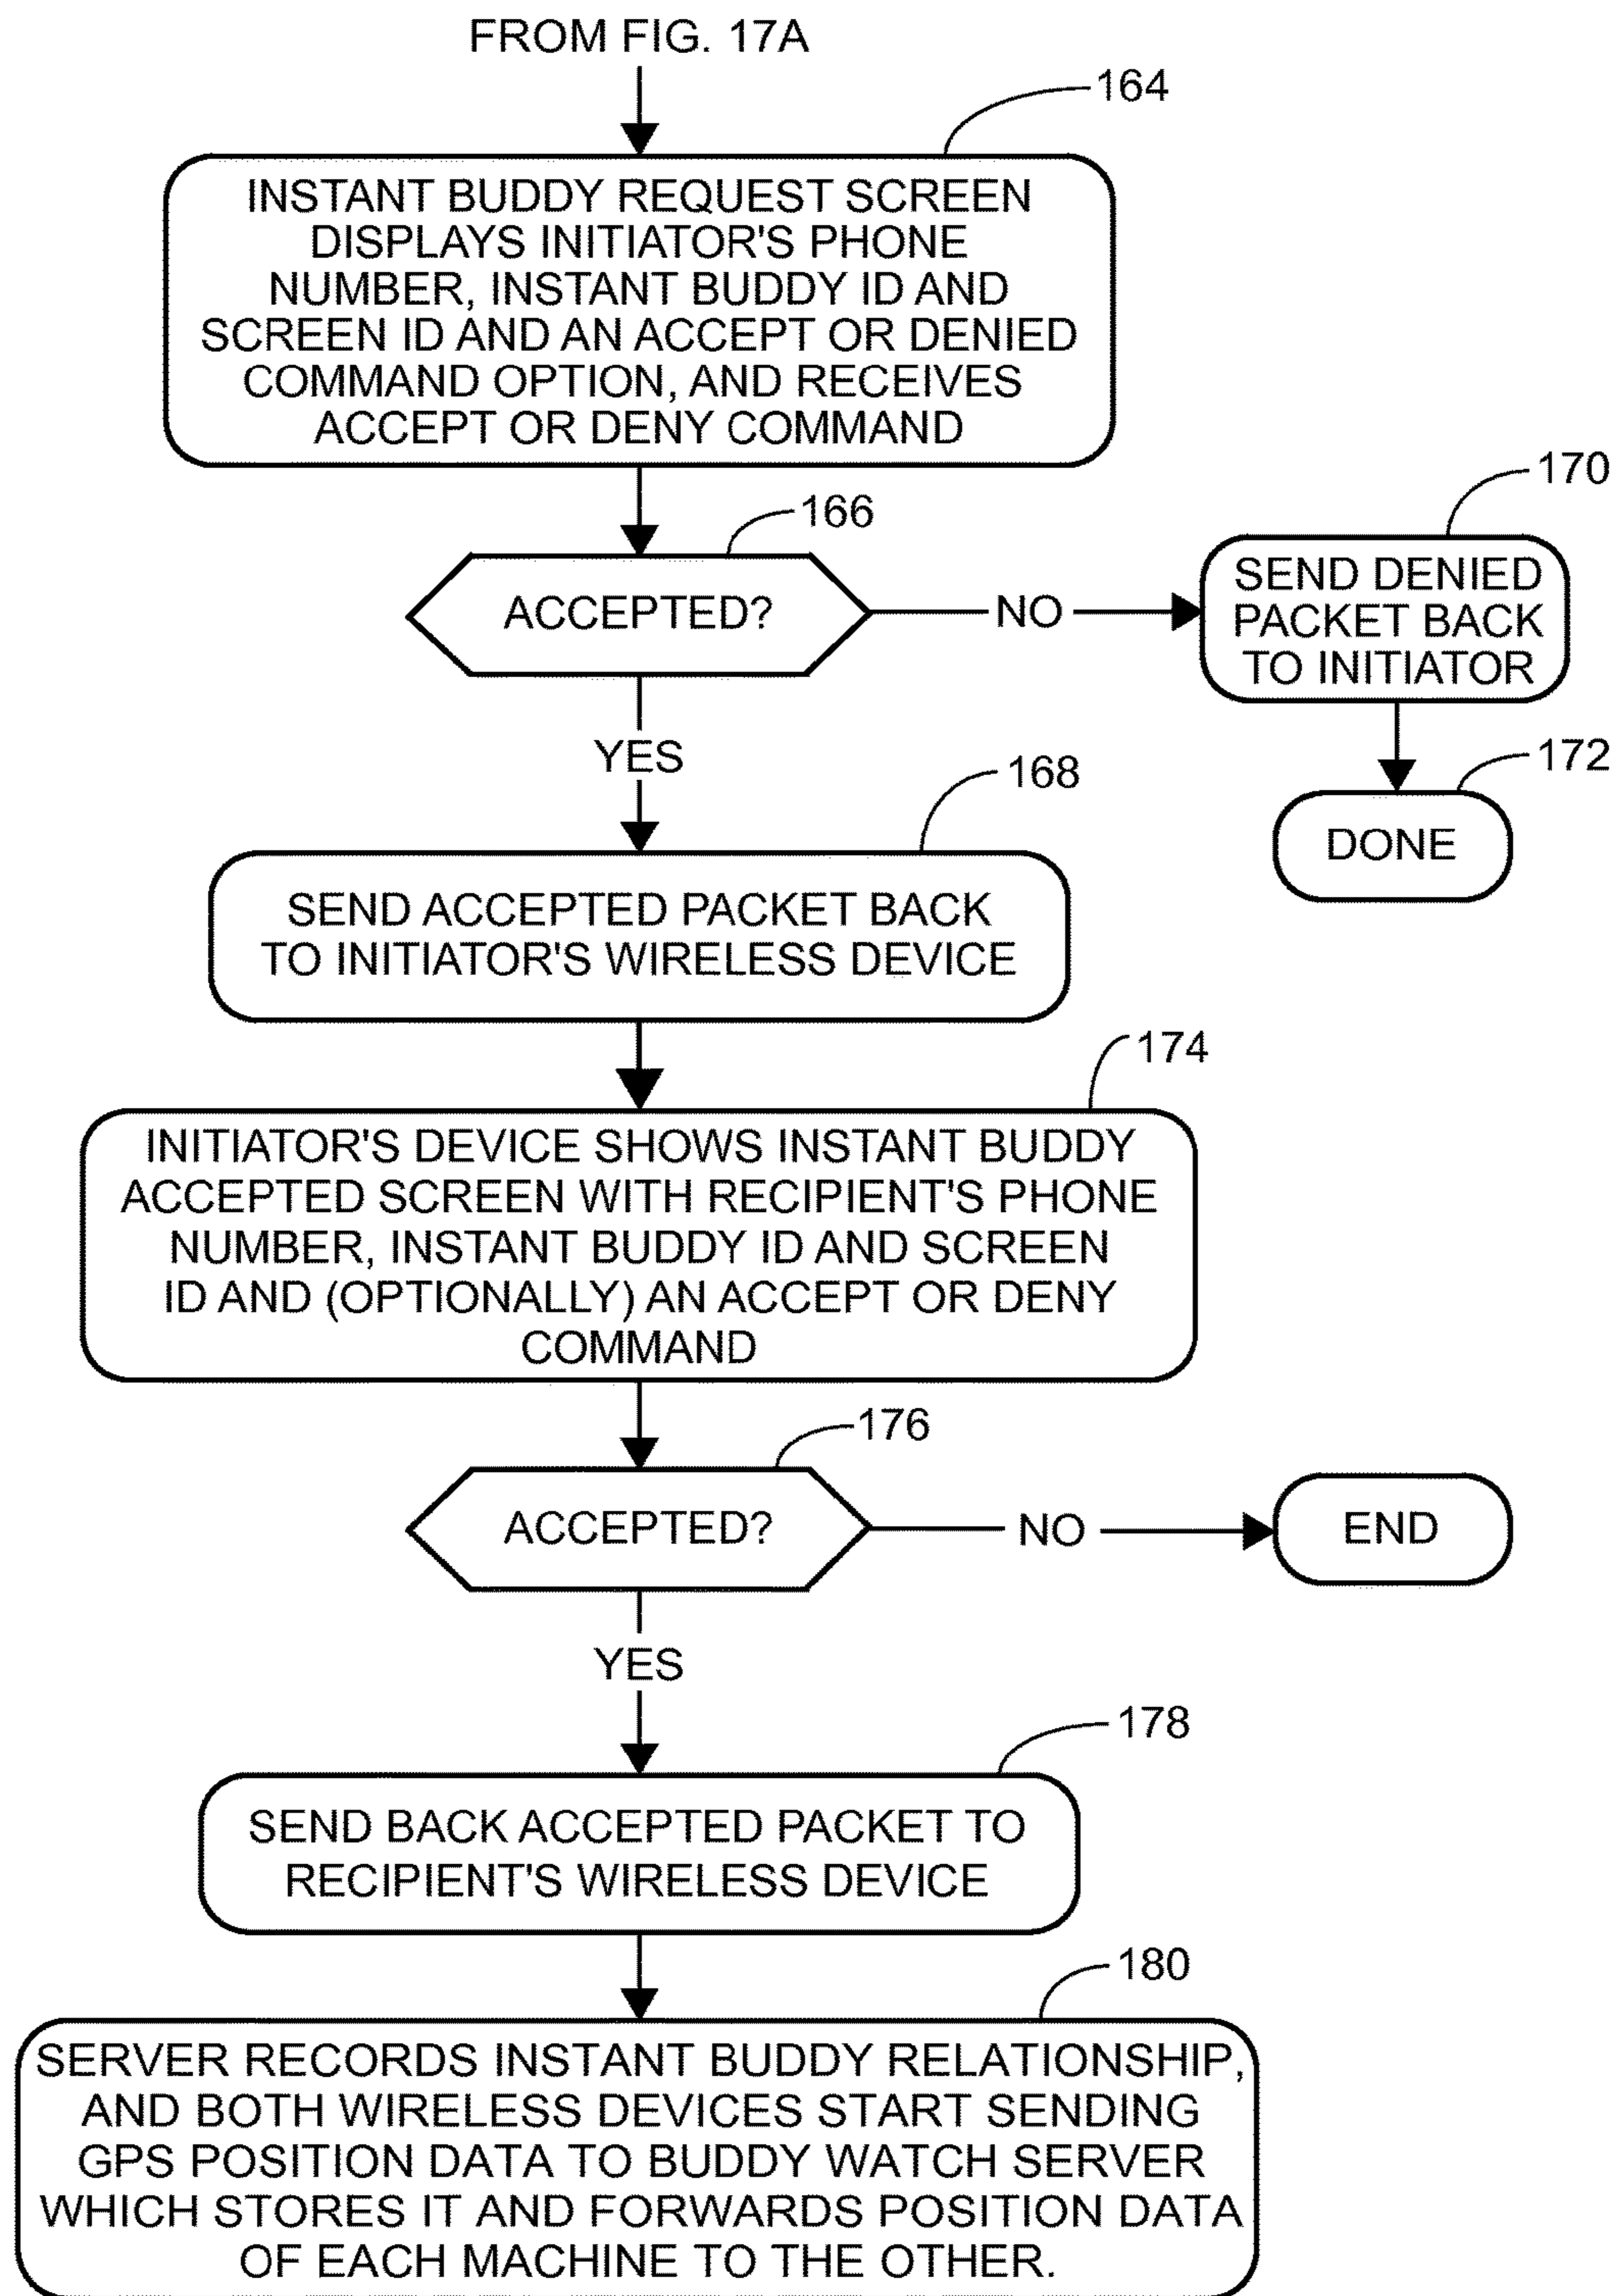 FROM FIG. 17A
164
INSTANT BUDDY REQUEST SCREEN
DISPLAYS INITIATOR'S PHONE
NUMBER, INSTANT BUDDY ID AND
SCREEN ID AND AN ACCEPT OR DENIED
COMMAND OPTION, AND RECEIVES
ACCEPT OR DENY COMMAND
166
ACCEPTED?
NO
170
SEND DENIED
PACKET BACK
TO INITIATOR
172
DONE
YES
168
SEND ACCEPTED PACKET BACK
TO INITIATOR'S WIRELESS DEVICE
174
INITIATOR'S DEVICE SHOWS INSTANT BUDDY
ACCEPTED SCREEN WITH RECIPIENT'S PHONE
NUMBER, INSTANT BUDDY ID AND SCREEN
ID AND (OPTIONALLY) AN ACCEPT OR DENY
COMMAND
176
ACCEPTED?
NO
END
YES
178
SEND BACK ACCEPTED PACKET TO
RECIPIENT'S WIRELESS DEVICE
180
SERVER RECORDS INSTANT BUDDY RELATIONSHIP,
AND BOTH WIRELESS DEVICES START SENDING
GPS POSITION DATA TO BUDDY WATCH SERVER
WHICH STORES IT AND FORWARDS POSITION DATA
OF EACH MACHINE TO THE OTHER.